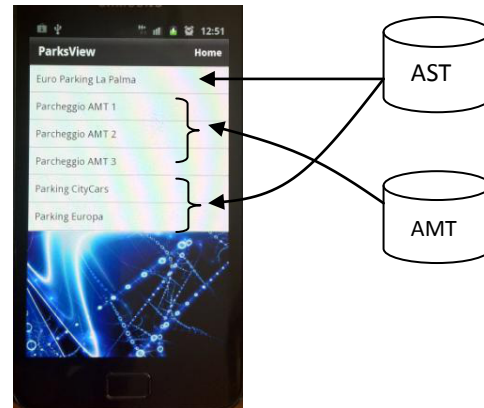 SAMSUNG
12:51
ParksView Home
Euro Parking La Palma
Parcheggio AMT 1
Parcheggio AMT 2
Parcheggio AMT 3
Parking CityCars
Parking Europa
AST
AMT